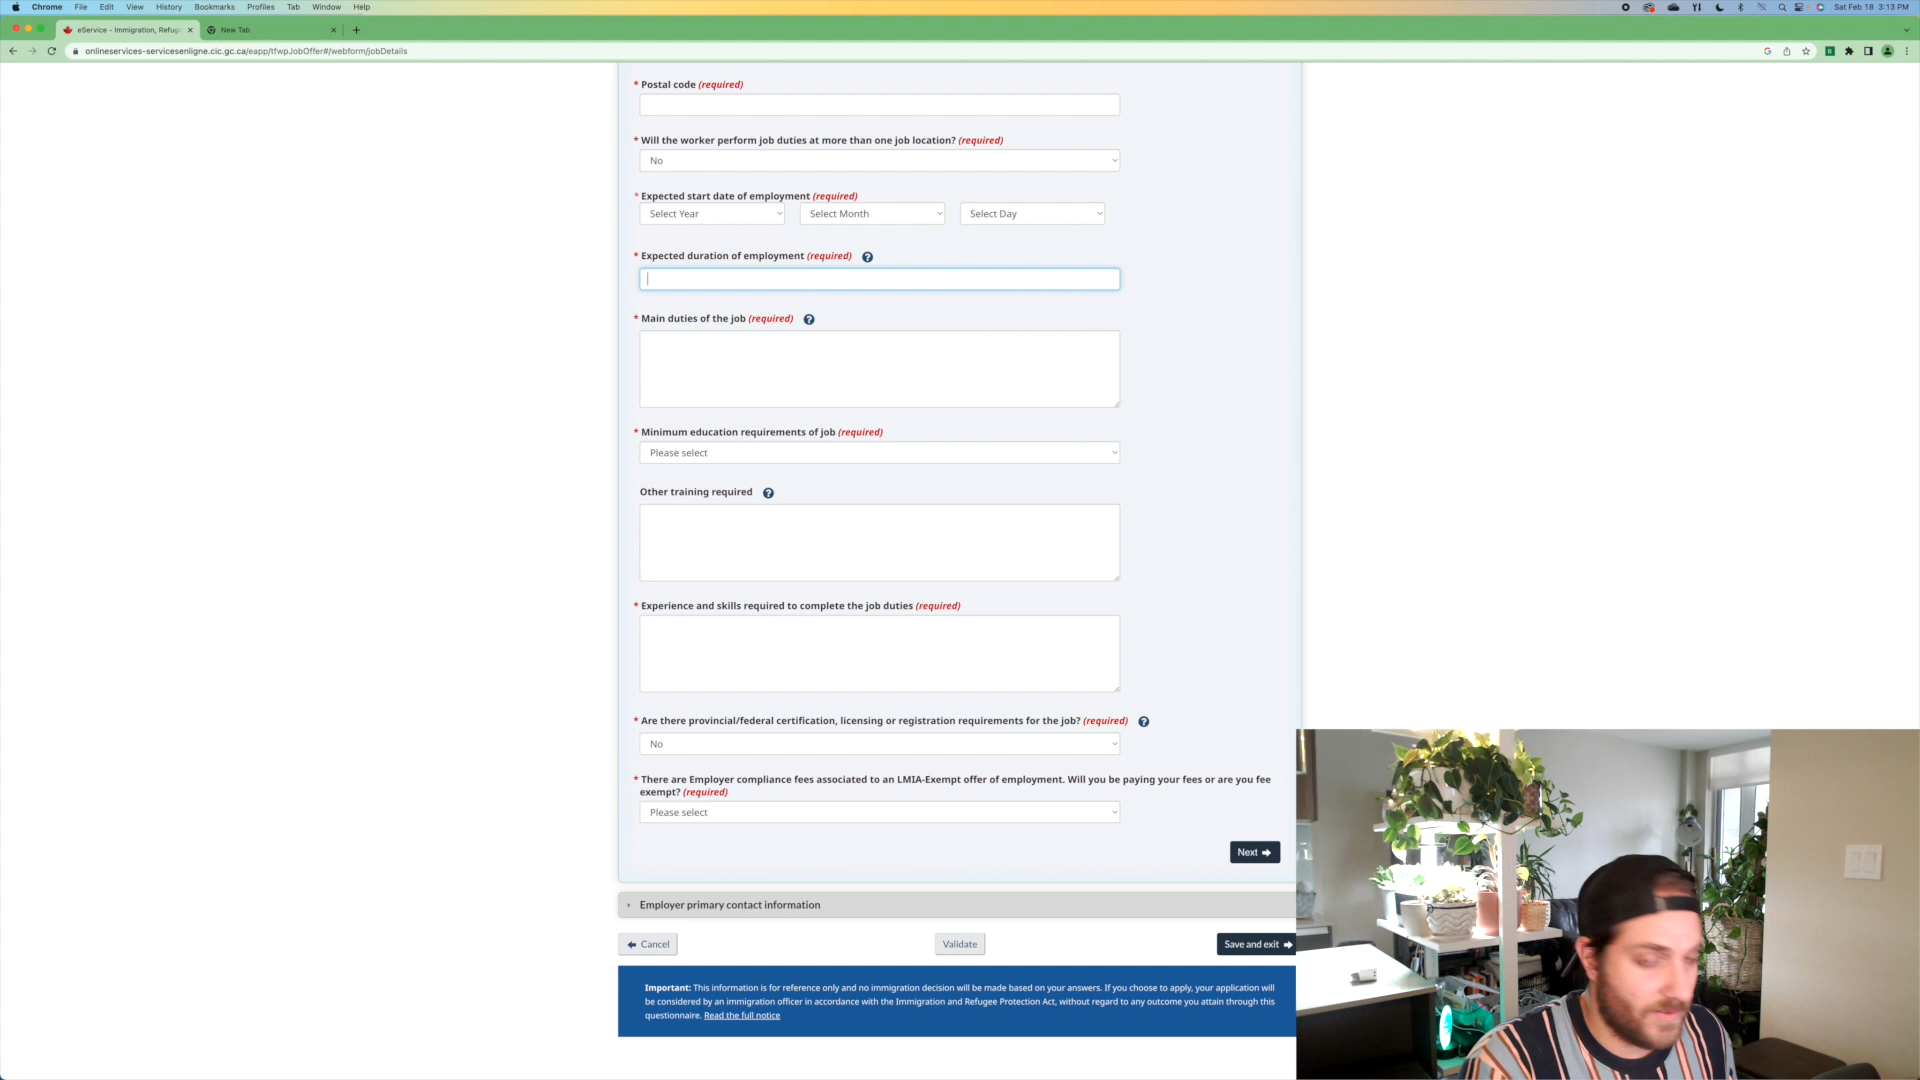 Chrome File Edit View History Bookmarks Profiles Tab Window Help
Sat Feb 18 3:13 PM
eService - Immigration, Refug
New Tab
onlineservices-servicesenligne.cic.gc.ca/eapp/tfwpJobOffer#/webform/jobDetails
* Postal code (required)
* Will the worker perform job duties at more than one job location? (required)
No
* Expected start date of employment (required)
Select Year Select Month Select Day
* Expected duration of employment (required) ?
* Main duties of the job (required) ?
* Minimum education requirements of job (required)
Please select
Other training required ?
* Experience and skills required to complete the job duties (required)
* Are there provincial/federal certification, licensing or registration requirements for the job? (required) ?
No
* There are Employer compliance fees associated to an LMIA-Exempt offer of employment. Will you be paying your fees or are you fee
exempt? (required)
Please select
Next
Employer primary contact information
Cancel Validate Save and exit
Important: This information is for reference only and no immigration decision will be made based on your answers. If you choose to apply, your application will
be considered by an immigration officer in accordance with the Immigration and Refugee Protection Act, without regard to any outcome you attain through this
questionnaire. Read the full notice